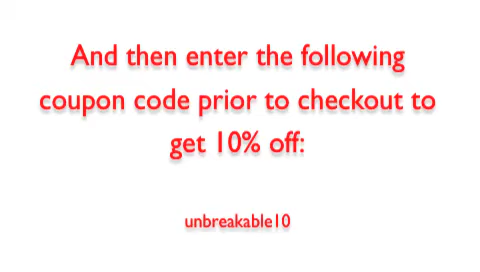 And then enter the following
coupon code prior to checkout to
get 10% off:
unbreakable10